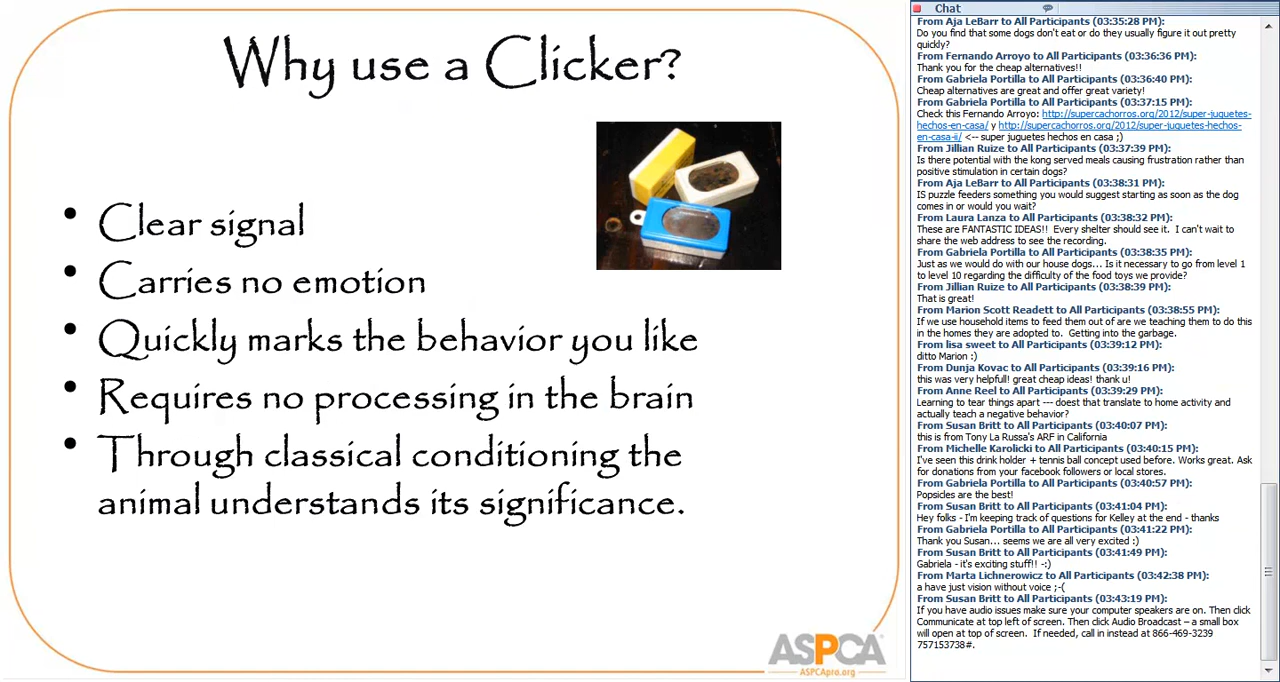 Why use a Clicker?
• Clear signal
• Carries no emotion
• Quickly marks the behavior you like
• Requires no processing in the brain
• Through classical conditioning the
animal understands its significance.
ASPCA
ASPCApro.org
Chat
From Aja LeBarr to All Participants (03:35:28 PM):
Do you find that some dogs don't eat or do they usually figure it out pretty
quickly?
From Fernando Arroyo to All Participants (03:36:36 PM):
Thank you for the cheap alternatives!!
From Gabriela Portilla to All Participants (03:36:40 PM):
Cheap alternatives are great and offer great variety!
From Gabriela Portilla to All Participants (03:37:15 PM):
Check this Fernando Arroyo: http://supercachorros.org/2012/super-juguetes-
hechos-en-casa/ y http://supercachorros.org/2012/super-juguetes-hechos-
en-casa-ii/ <-- super juguetes hechos en casa ;)
From Jillian Ruize to All Participants (03:37:39 PM):
Is there potential with the kong served meals causing frustration rather than
positive stimulation in certain dogs?
From Aja LeBarr to All Participants (03:38:31 PM):
IS puzzle feeders something you would suggest starting as soon as the dog
comes in or would you wait?
From Laura Lanza to All Participants (03:38:32 PM):
These are FANTASTIC IDEAS!! Every shelter should see it. I can't wait to
share the web address to see the recording.
From Gabriela Portilla to All Participants (03:38:35 PM):
Just as we would do with our house dogs... Is it necessary to go from level 1
to level 10 regarding the difficulty of the food toys we provide?
From Jillian Ruize to All Participants (03:38:39 PM):
That is great!
From Marion Scott Readett to All Participants (03:38:55 PM):
If we use household items to feed them out of are we teaching them to do this
in the homes they are adopted to. Getting into the garbage.
From lisa sweet to All Participants (03:39:12 PM):
ditto Marion :)
From Dunja Kovac to All Participants (03:39:16 PM):
this was very helpfull! great cheap ideas! thank u!
From Anne Reel to All Participants (03:39:29 PM):
Learning to tear things apart --- doest that translate to home activity and
actually teach a negative behavior?
From Susan Britt to All Participants (03:40:07 PM):
this is from Tony La Russa's ARF in California
From Michelle Karolicki to All Participants (03:40:15 PM):
I've seen this drink holder + tennis ball concept used before. Works great. Ask
for donations from your facebook followers or local stores.
From Gabriela Portilla to All Participants (03:40:57 PM):
Popsicles are the best!
From Susan Britt to All Participants (03:41:04 PM):
Hey folks - I'm keeping track of questions for Kelley at the end - thanks
From Gabriela Portilla to All Participants (03:41:22 PM):
Thank you Susan... seems we are all very excited :)
From Susan Britt to All Participants (03:41:49 PM):
Gabriela - it's exciting stuff!! -:)
From Marta Lichnerowicz to All Participants (03:42:38 PM):
a have just vision without voice ;-(
From Susan Britt to All Participants (03:43:19 PM):
If you have audio issues make sure your computer speakers are on. Then click
Communicate at top left of screen. Then click Audio Broadcast – a small box
will open at top of screen. If needed, call in instead at 866-469-3239
757153738#.